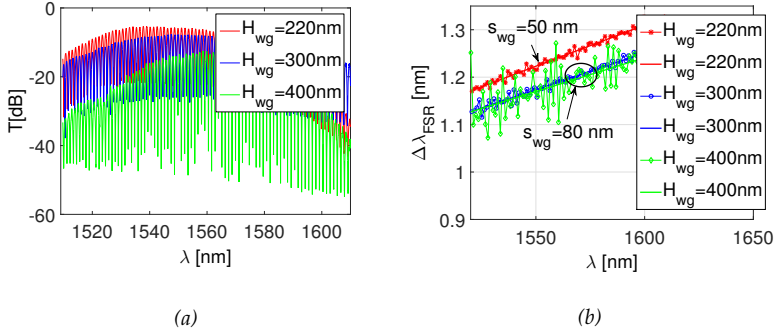 0
-20
-40
-60
T[dB]
1520
1540
1560
1580
1600
λ [nm]
H_wg=220nm
H_wg=300nm
H_wg=400nm
(a)
1.3
1.2
1.1
1
0.9
Δ λ_FSR [nm]
1550
1600
1650
λ [nm]
s_wg=50 nm
s_wg=80 nm
H_wg=220nm
H_wg=220nm
H_wg=300nm
H_wg=300nm
H_wg=400nm
H_wg=400nm
(b)